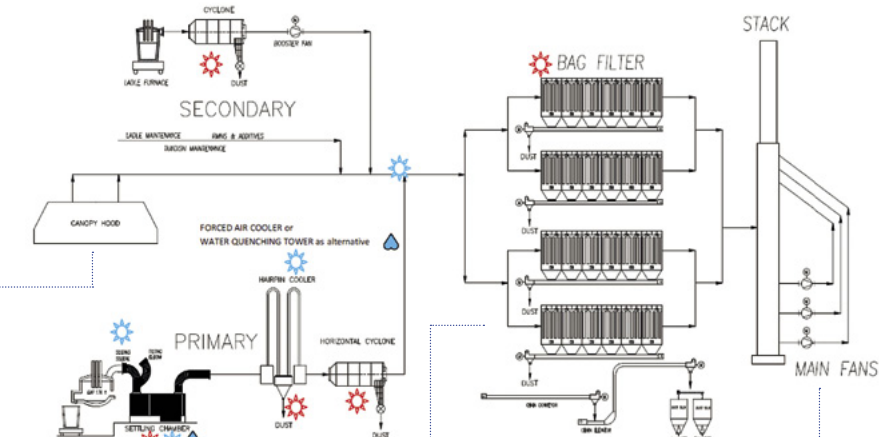 CYCLONE
BOOSTER FAN
LADLE FURNACE
DUST
SECONDARY
LADLE MAINTENANCE
BINS & ADDITIVES
TUNDISH MAINTENANCE
CANOPY HOOD
FORCED AIR COOLER or
WATER QUENCHING TOWER as alternative
HAIRPIN COOLER
PRIMARY
HORIZONTAL CYCLONE
SETTLING CHAMBER
DUST
DUST
BAG FILTER
DUST
DUST
DUST
DUST
STACK
MAIN FANS